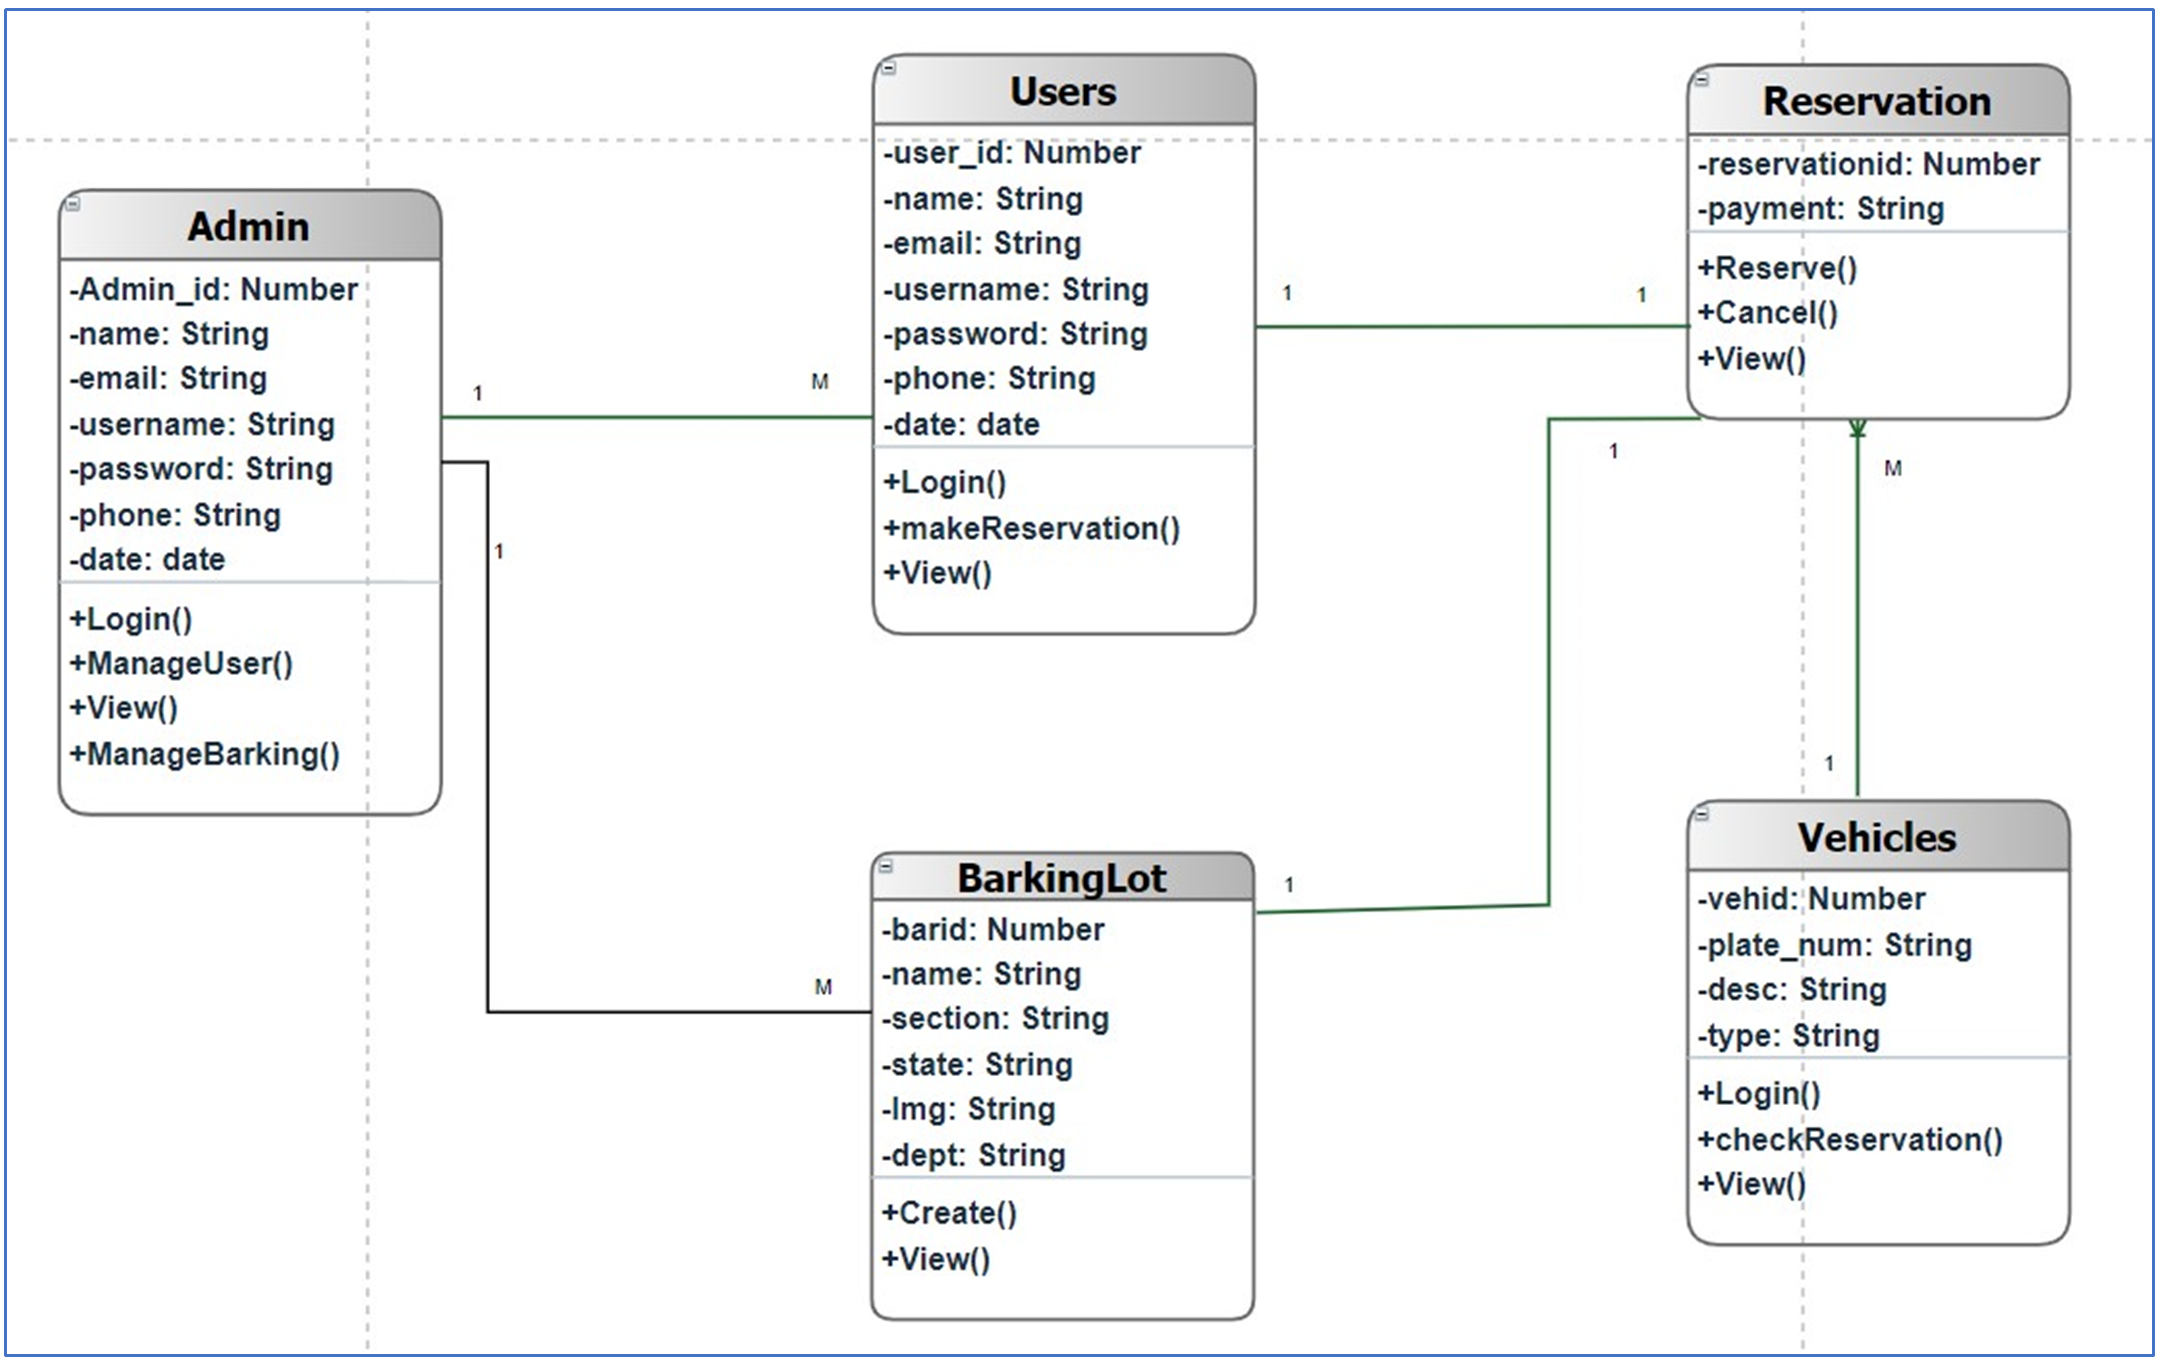 Admin
-Admin_id: Number
-name: String
-email: String
-username: String
-password: String
-phone: String
-date: date
+Login()
+ManageUser()
+View()
+ManageBarking()
1
M
1
M
Users
-user_id: Number
-name: String
-email: String
-username: String
-password: String
-phone: String
-date: date
+Login()
+makeReservation()
+View()
1
1
Reservation
-reservationid: Number
-payment: String
+Reserve()
+Cancel()
+View()
1
M
1
BarkingLot
-barid: Number
-name: String
-section: String
-state: String
-Img: String
-dept: String
+Create()
+View()
1
Vehicles
-vehid: Number
-plate_num: String
-desc: String
-type: String
+Login()
+checkReservation()
+View()